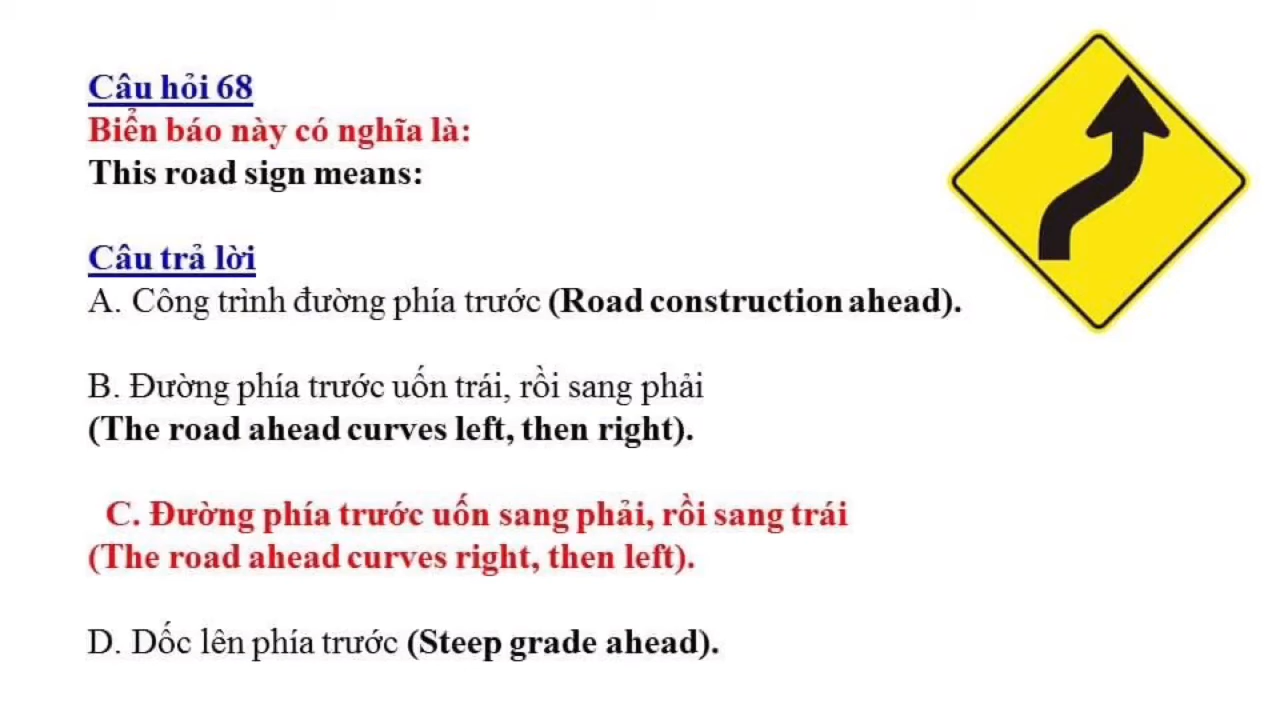 Câu hỏi 68
Biển báo này có nghĩa là:
This road sign means:
Câu trả lời
A. Công trình đường phía trước (Road construction ahead).
B. Đường phía trước uốn trái, rồi sang phải
(The road ahead curves left, then right).
C. Đường phía trước uốn sang phải, rồi sang trái
(The road ahead curves right, then left).
D. Dốc lên phía trước (Steep grade ahead).